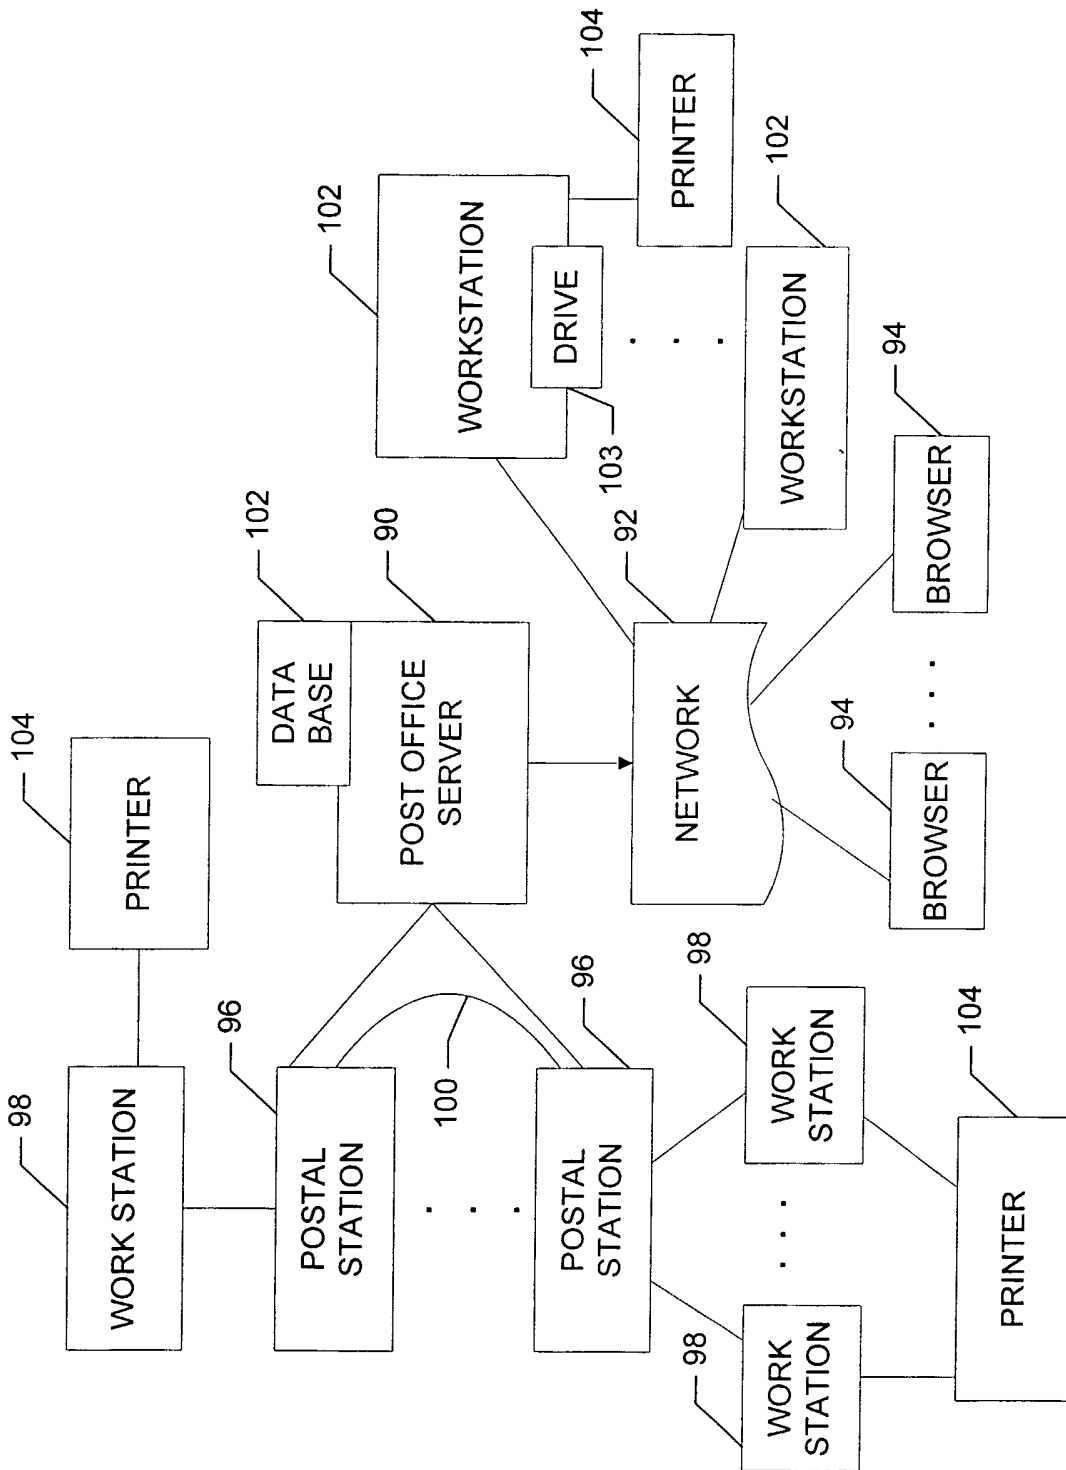 98
104
WORK STATION
PRINTER
96
102
DATA
BASE
POSTAL
STATION
102
90
POST OFFICE
SERVER
100
WORKSTATION
DRIVE
POSTAL
STATION
96
103
104
92
PRINTER
NETWORK
98
98
102
WORK
STATION
WORK
STATION
WORKSTATION
94
94
BROWSER
BROWSER
104
PRINTER